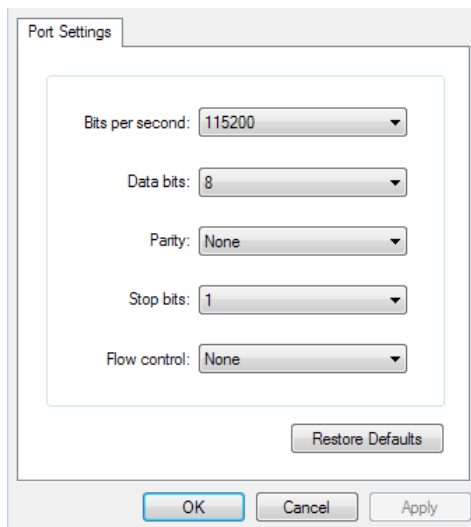 Port Settings
Bits per second: 115200
Data bits: 8
Parity: None
Stop bits: 1
Flow control: None
Restore Defaults
OK Cancel Apply